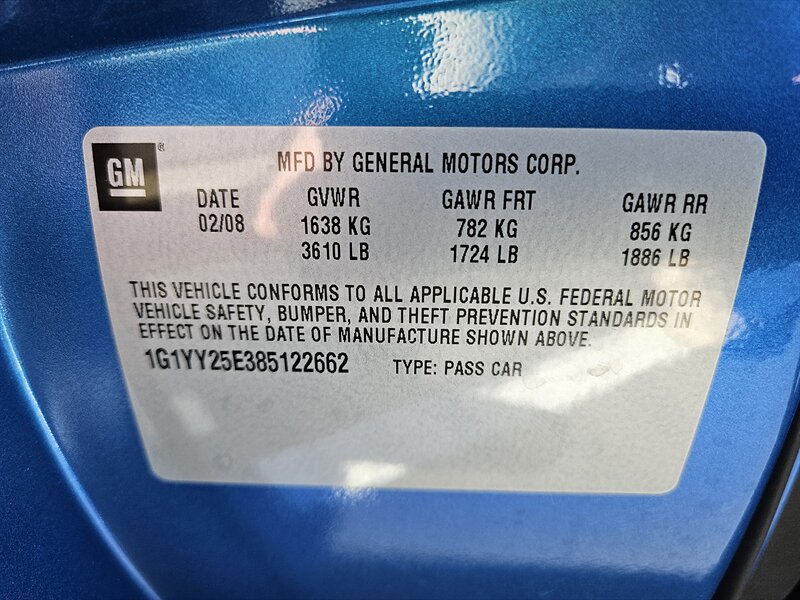 GM®
MFD BY GENERAL MOTORS CORP.
DATE GVWR GAWR FRT GAWR RR
02/08 1638 KG 782 KG 856 KG
3610 LB 1724 LB 1886 LB
THIS VEHICLE CONFORMS TO ALL APPLICABLE U.S. FEDERAL MOTOR
VEHICLE SAFETY, BUMPER, AND THEFT PREVENTION STANDARDS IN
EFFECT ON THE DATE OF MANUFACTURE SHOWN ABOVE.
1G1YY25E385122662 TYPE: PASS CAR